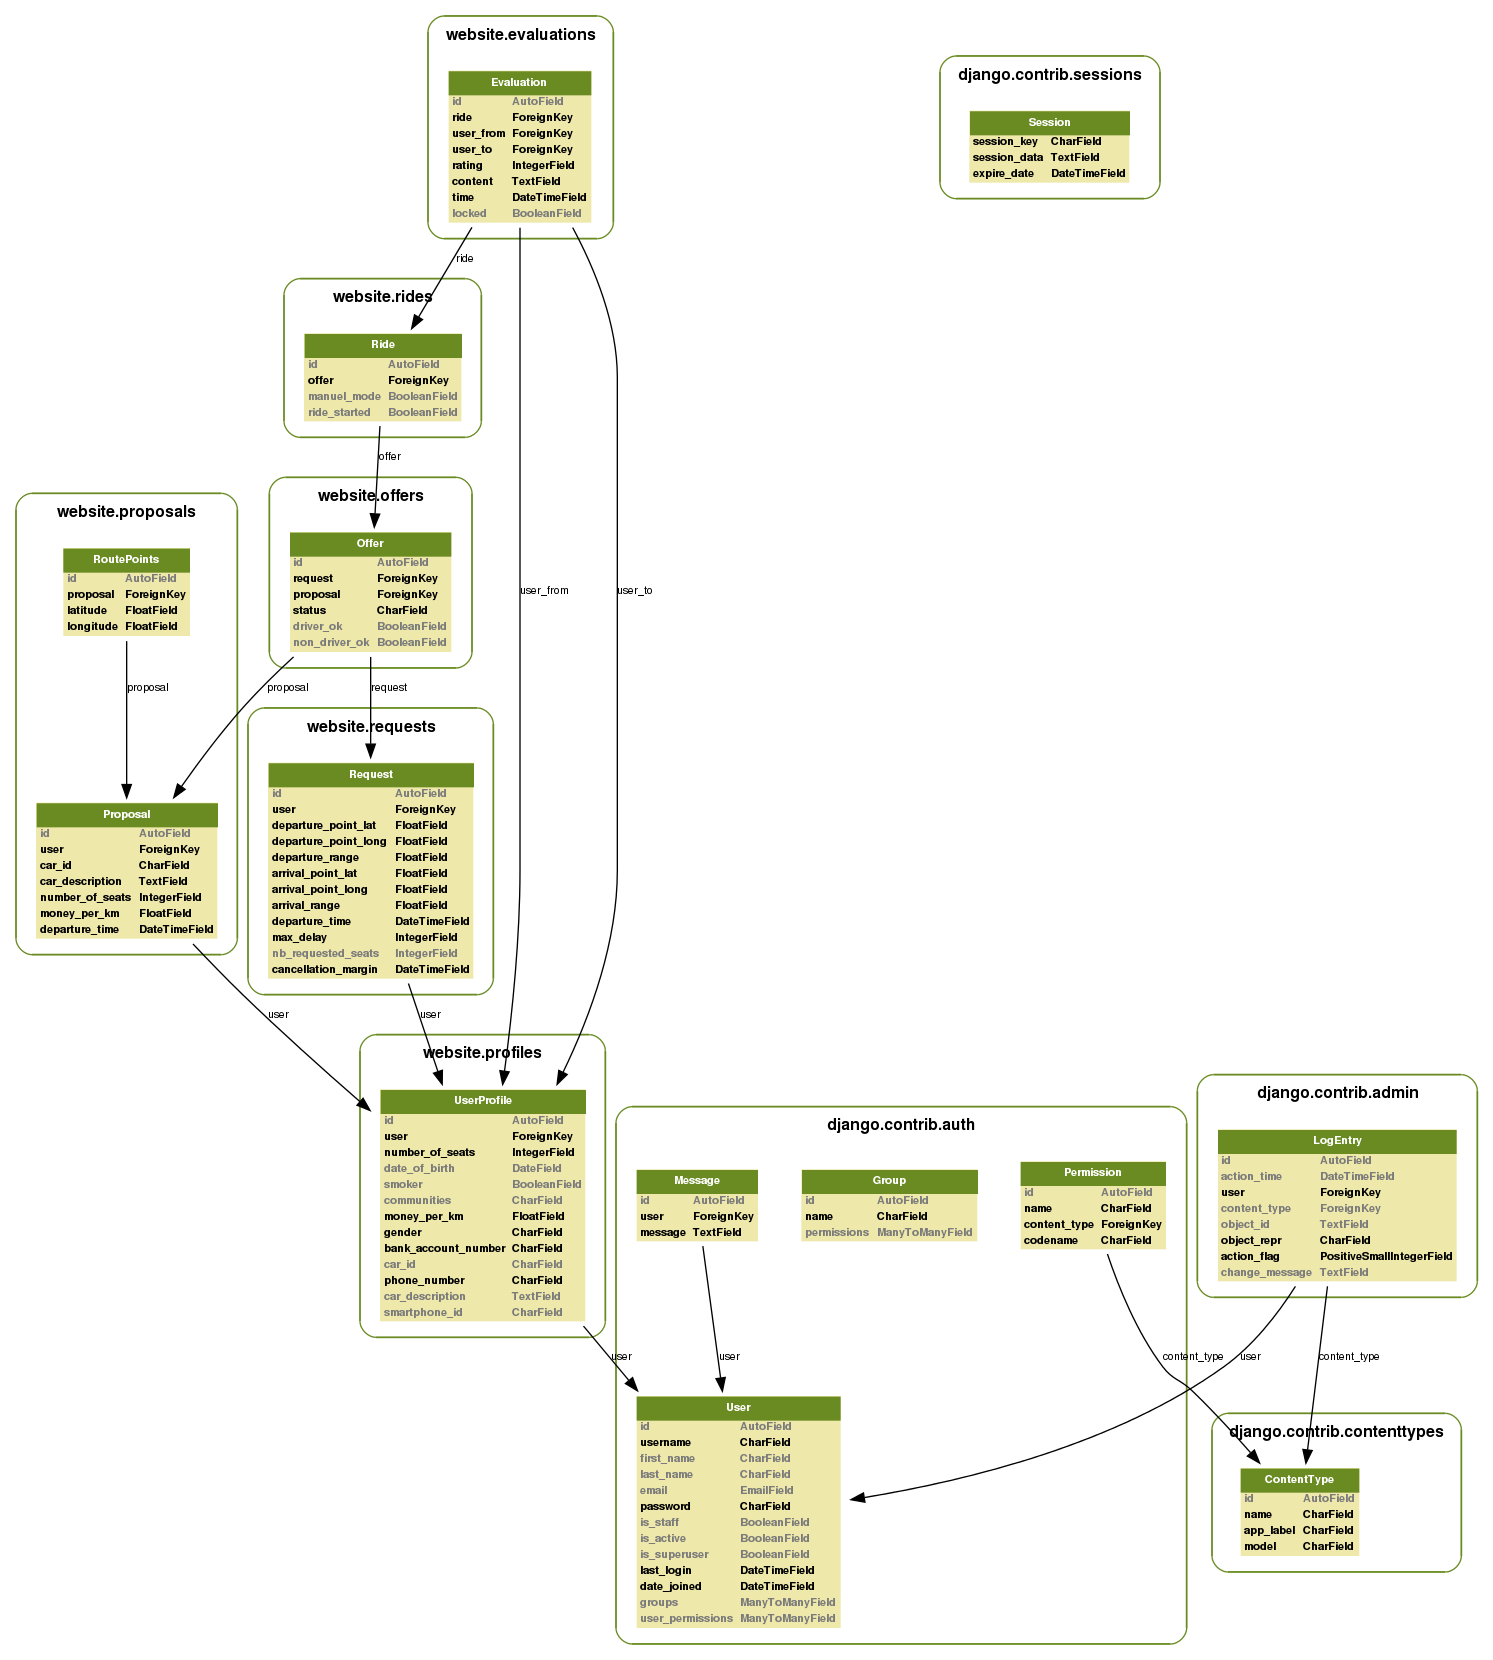 website.evaluations
Evaluation
id AutoField
ride ForeignKey
user_from ForeignKey
user_to ForeignKey
rating IntegerField
content TextField
time DateTimeField
locked BooleanField
django.contrib.sessions
Session
session_key CharField
session_data TextField
expire_date DateTimeField
ride
website.rides
Ride
id AutoField
offer ForeignKey
manuel_mode BooleanField
ride_started BooleanField
offer
website.offers
Offer
id AutoField
request ForeignKey
proposal ForeignKey
status CharField
driver_ok BooleanField
non_driver_ok BooleanField
website.proposals
RoutePoints
id AutoField
proposal ForeignKey
latitude FloatField
longitude FloatField
user_from
user_to
proposal
proposal
request
website.requests
Request
id AutoField
user ForeignKey
departure_point_lat FloatField
departure_point_long FloatField
departure_range FloatField
arrival_point_lat FloatField
arrival_point_long FloatField
arrival_range FloatField
departure_time DateTimeField
max_delay IntegerField
nb_requested_seats IntegerField
cancellation_margin DateTimeField
Proposal
id AutoField
user ForeignKey
car_id CharField
car_description TextField
number_of_seats IntegerField
money_per_km FloatField
departure_time DateTimeField
user
user
website.profiles
UserProfile
id AutoField
user ForeignKey
number_of_seats IntegerField
date_of_birth DateField
smoker BooleanField
communities CharField
money_per_km FloatField
gender CharField
bank_account_number CharField
car_id CharField
phone_number CharField
car_description TextField
smartphone_id CharField
django.contrib.auth
Message
id AutoField
user ForeignKey
message TextField
Group
id AutoField
name CharField
permissions ManyToManyField
Permission
id AutoField
name CharField
content_type ForeignKey
codename CharField
django.contrib.admin
LogEntry
id AutoField
action_time DateTimeField
user ForeignKey
content_type ForeignKey
object_id TextField
object_repr CharField
action_flag PositiveSmallIntegerField
change_message TextField
user
user
content_type
user
content_type
User
id AutoField
username CharField
first_name CharField
last_name CharField
email EmailField
password CharField
is_staff BooleanField
is_active BooleanField
is_superuser BooleanField
last_login DateTimeField
date_joined DateTimeField
groups ManyToManyField
user_permissions ManyToManyField
django.contrib.contenttypes
ContentType
id AutoField
name CharField
app_label CharField
model CharField